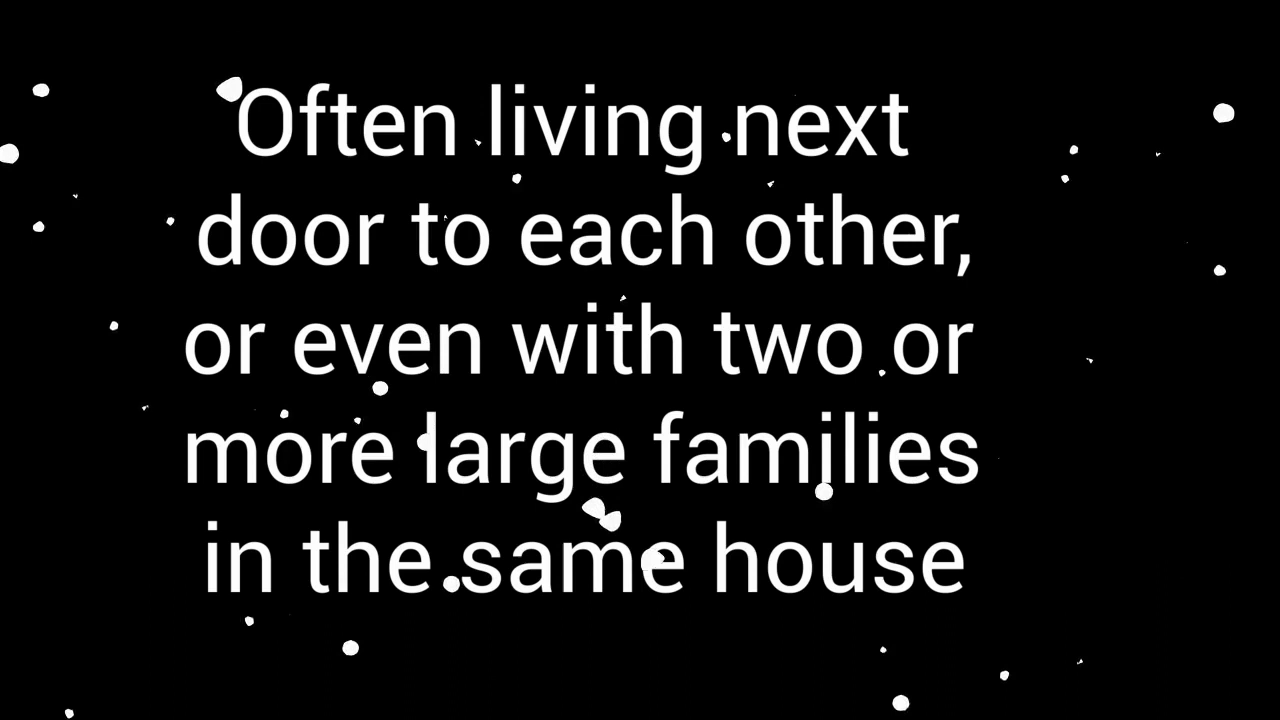 Often living next
door to each other,
or even with two or
more large families
in the same house